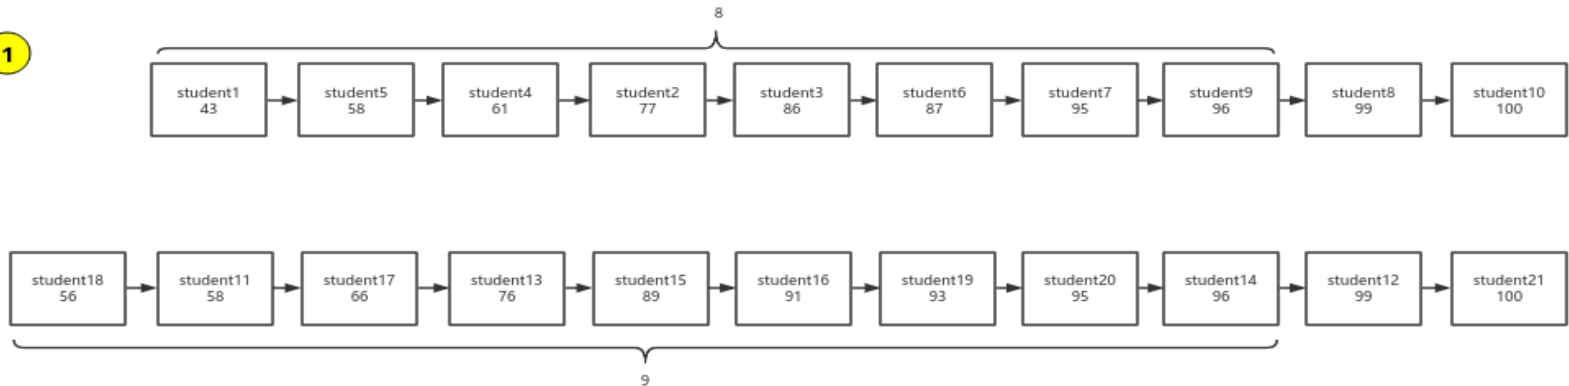 8
1
student1
43
student5
58
student4
61
student2
77
student3
86
student6
87
student7
95
student9
96
student8
99
student10
100
student18
56
student11
58
student17
66
student13
76
student15
89
student16
91
student19
93
student20
95
student14
96
student12
99
student21
100
9